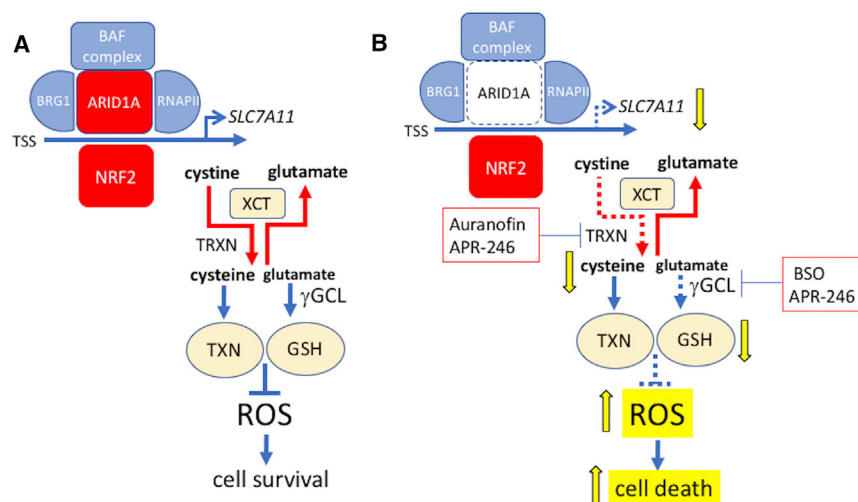 A
BAF
complex
BRG1
ARID1A
RNAPII
SLC7A11
TSS
NRF2
cystine
glutamate
XCT
TRXN
cysteine
glutamate
γGCL
TXN
GSH
ROS
cell survival
B
BAF
complex
BRG1
ARID1A
RNAPII
SLC7A11
TSS
NRF2
cystine
glutamate
XCT
Auranofin
APR-246
TRXN
cysteine
glutamate
γGCL
BSO
APR-246
TXN
GSH
ROS
cell death